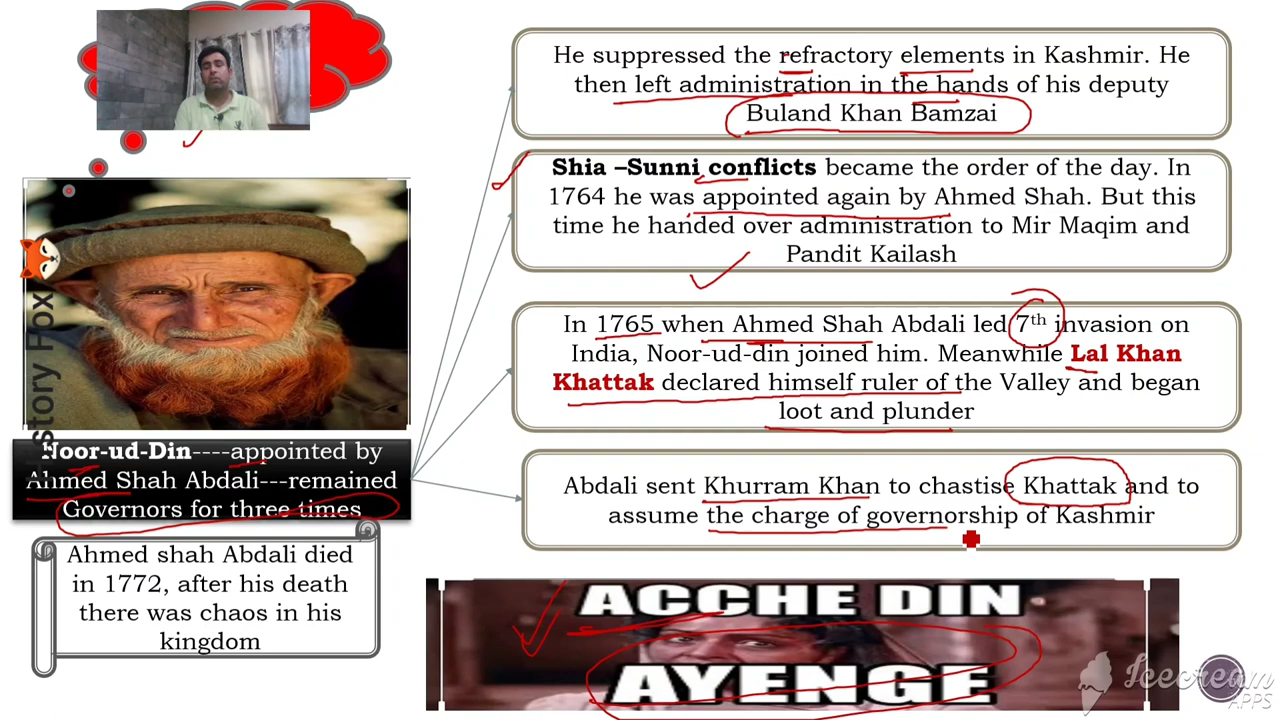 He suppressed the refractory elements in Kashmir. He
then left administration in the hands of his deputy
Buland Khan Bamzai
Shia –Sunni conflicts became the order of the day. In
1764 he was appointed again by Ahmed Shah. But this
time he handed over administration to Mir Maqim and
Pandit Kailash
In 1765 when Ahmed Shah Abdali led 7th invasion on
India, Noor-ud-din joined him. Meanwhile Lal Khan
Khattak declared himself ruler of the Valley and began
loot and plunder
Abdali sent Khurram Khan to chastise Khattak and to
assume the charge of governorship of Kashmir
History Fox
Noor-ud-Din----appointed by
Ahmed Shah Abdali---remained
Governors for three times
Ahmed shah Abdali died
in 1772, after his death
there was chaos in his
kingdom
ACCHE DIN
AYENGE
Icecream
APPS